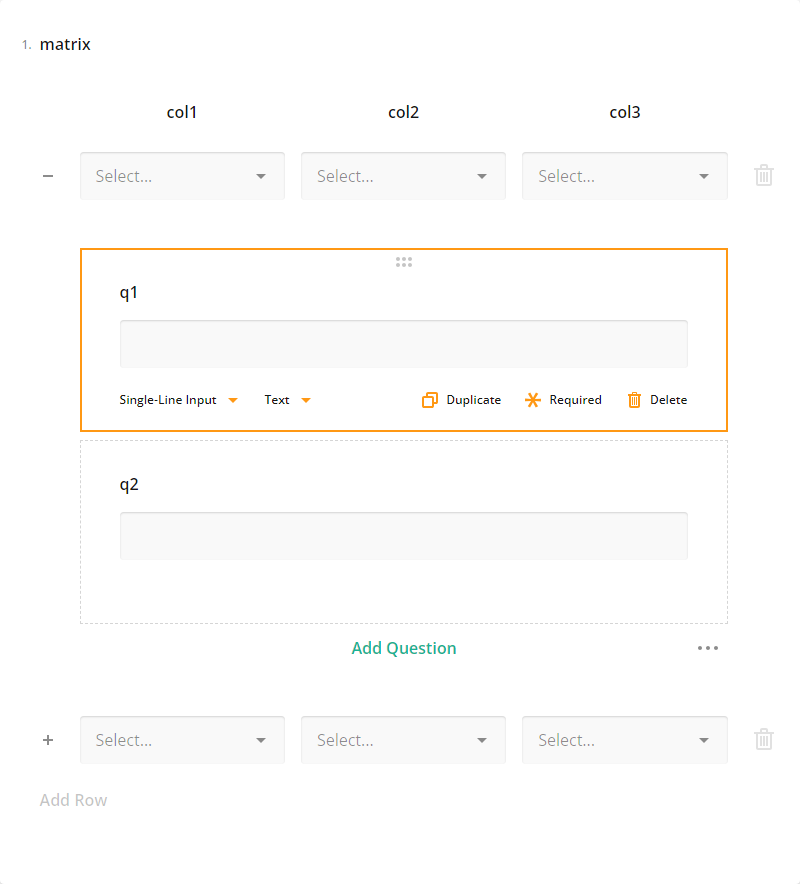 1. matrix
col1 col2 col3
Select... Select... Select...
q1
Single-Line Input Text Duplicate Required Delete
q2
Add Question
Select... Select... Select...
Add Row